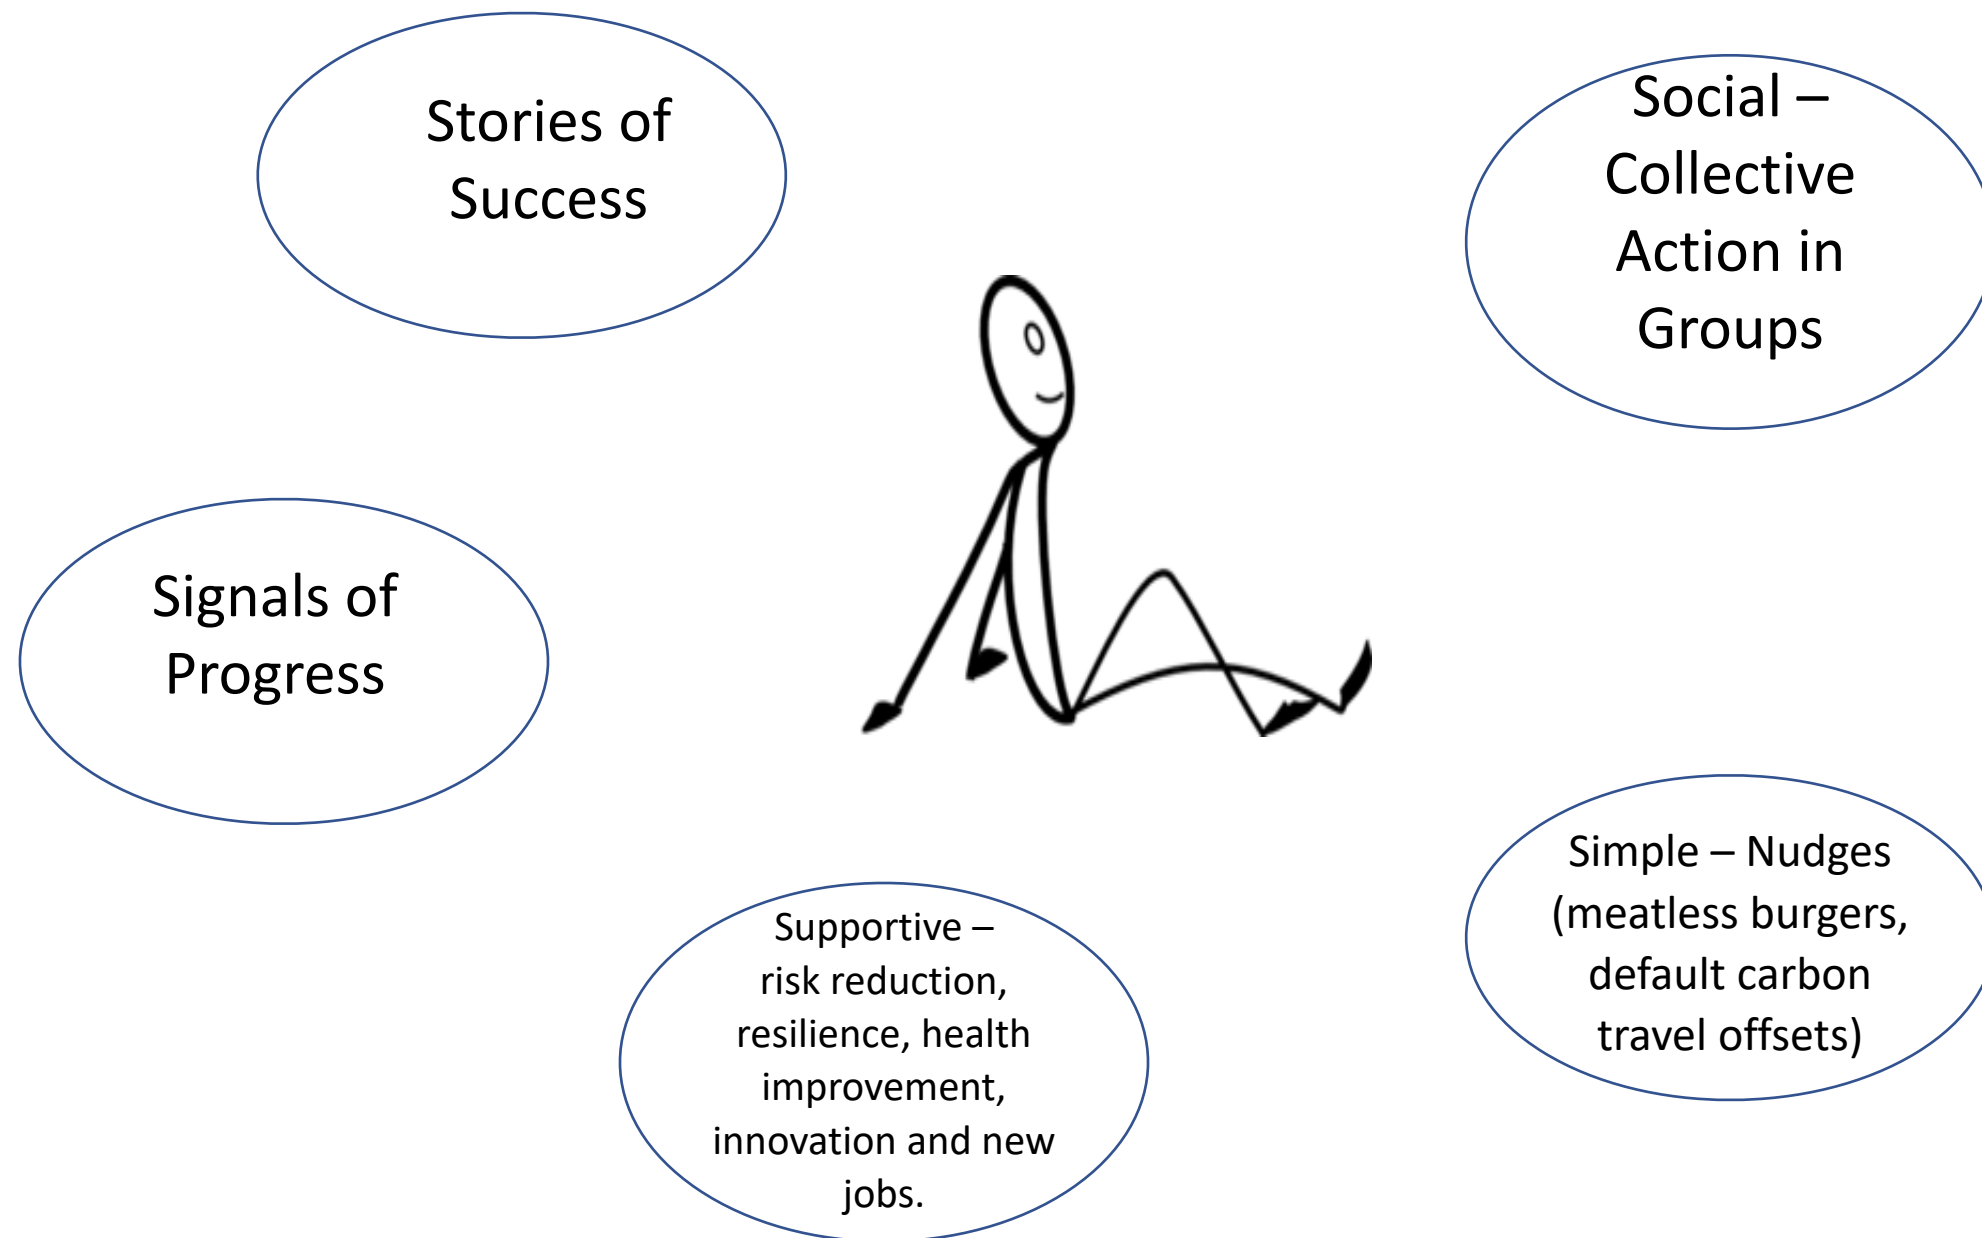 Stories of
Success
Social –
Collective
Action in
Groups
Signals of
Progress
Simple – Nudges
(meatless burgers,
default carbon
travel offsets)
Supportive –
risk reduction,
resilience, health
improvement,
innovation and new
jobs.